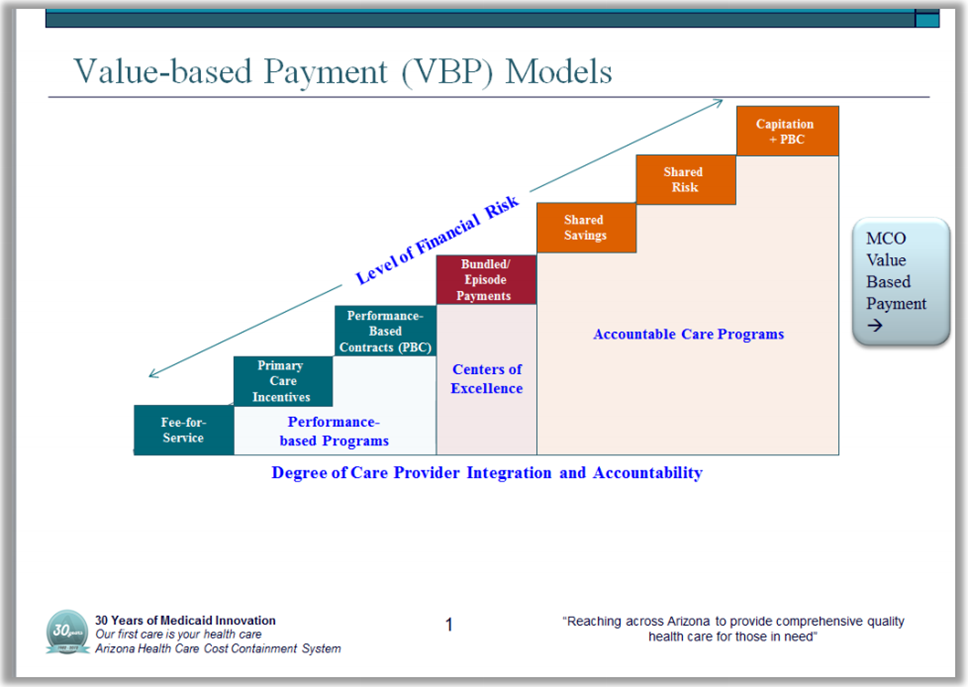 Value-based Payment (VBP) Models
Capitation
+ PBC
Shared
Risk
Shared
Savings
Level of Financial Risk
Bundled/
Episode
Payments
Performance-
Based
Contracts (PBC)
Primary
Care
Incentives
Fee-for-
Service
Performance-
based Programs
Centers of
Excellence
Accountable Care Programs
MCO
Value
Based
Payment
→
Degree of Care Provider Integration and Accountability
30 years
30 Years of Medicaid Innovation
Our first care is your health care
Arizona Health Care Cost Containment System
1
“Reaching across Arizona to provide comprehensive quality
health care for those in need”